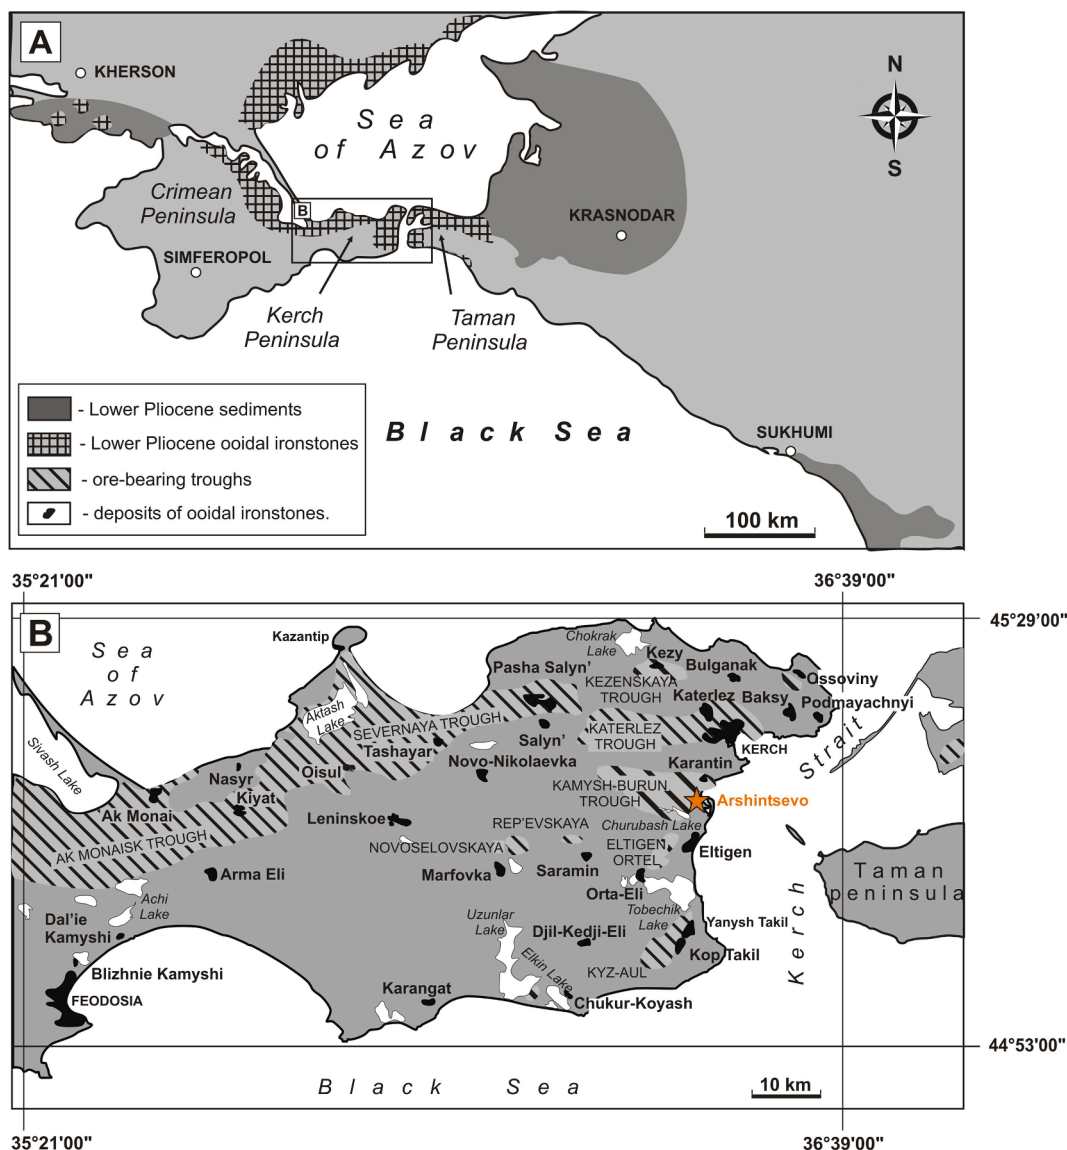 A
KHERSON
N
S
Sea
of Azov
Crimean
Peninsula
B
KRASNODAR
SIMFEROPOL
Kerch
Peninsula
Taman
Peninsula
- Lower Pliocene sediments
- Lower Pliocene ooidal ironstones
- ore-bearing troughs
- deposits of ooidal ironstones.
Black Sea
SUKHUMI
100 km
35°21'00"
36°39'00"
45°29'00"
B
Sea
of
Azov
Kazantip
Chokrak
Lake
Kezy
Bulganak
Pasha Salyn'
KEZENSKAYA
TROUGH
Ossoviny
Katerlez
Baksy
Podmayachnyi
Aktash
Lake
SEVERNAYA TROUGH
KATERLEZ
TROUGH
Sivash Lake
Tashayar
Salyn'
KERCH
Strait
Nasyr
Oisul
Novo-Nikolaevka
Karantin
Kiyat
KAMYSH-BURUN
TROUGH
Arshintsevo
Ak Monai
Leninskoe
REP'EVSKAYA
Churubash Lake
AK MONAISK TROUGH
NOVOSELOVSKAYA
ELTIGEN
ORTEL
Eltigen
Arma Eli
Marfovka
Saramin
Orta-Eli
Taman
peninsula
Achi
Lake
Dal'ie
Kamyshi
Uzunlar
Lake
Tobechik
Lake
Yanysh Takil
Djil-Kedji-Eli
Kop Takil
Kerch
Blizhnie Kamyshi
Elkin Lake
KYZ-AUL
FEODOSIA
Karangat
Chukur-Koyash
44°53'00"
Black Sea
10 km
35°21'00"
36°39'00"